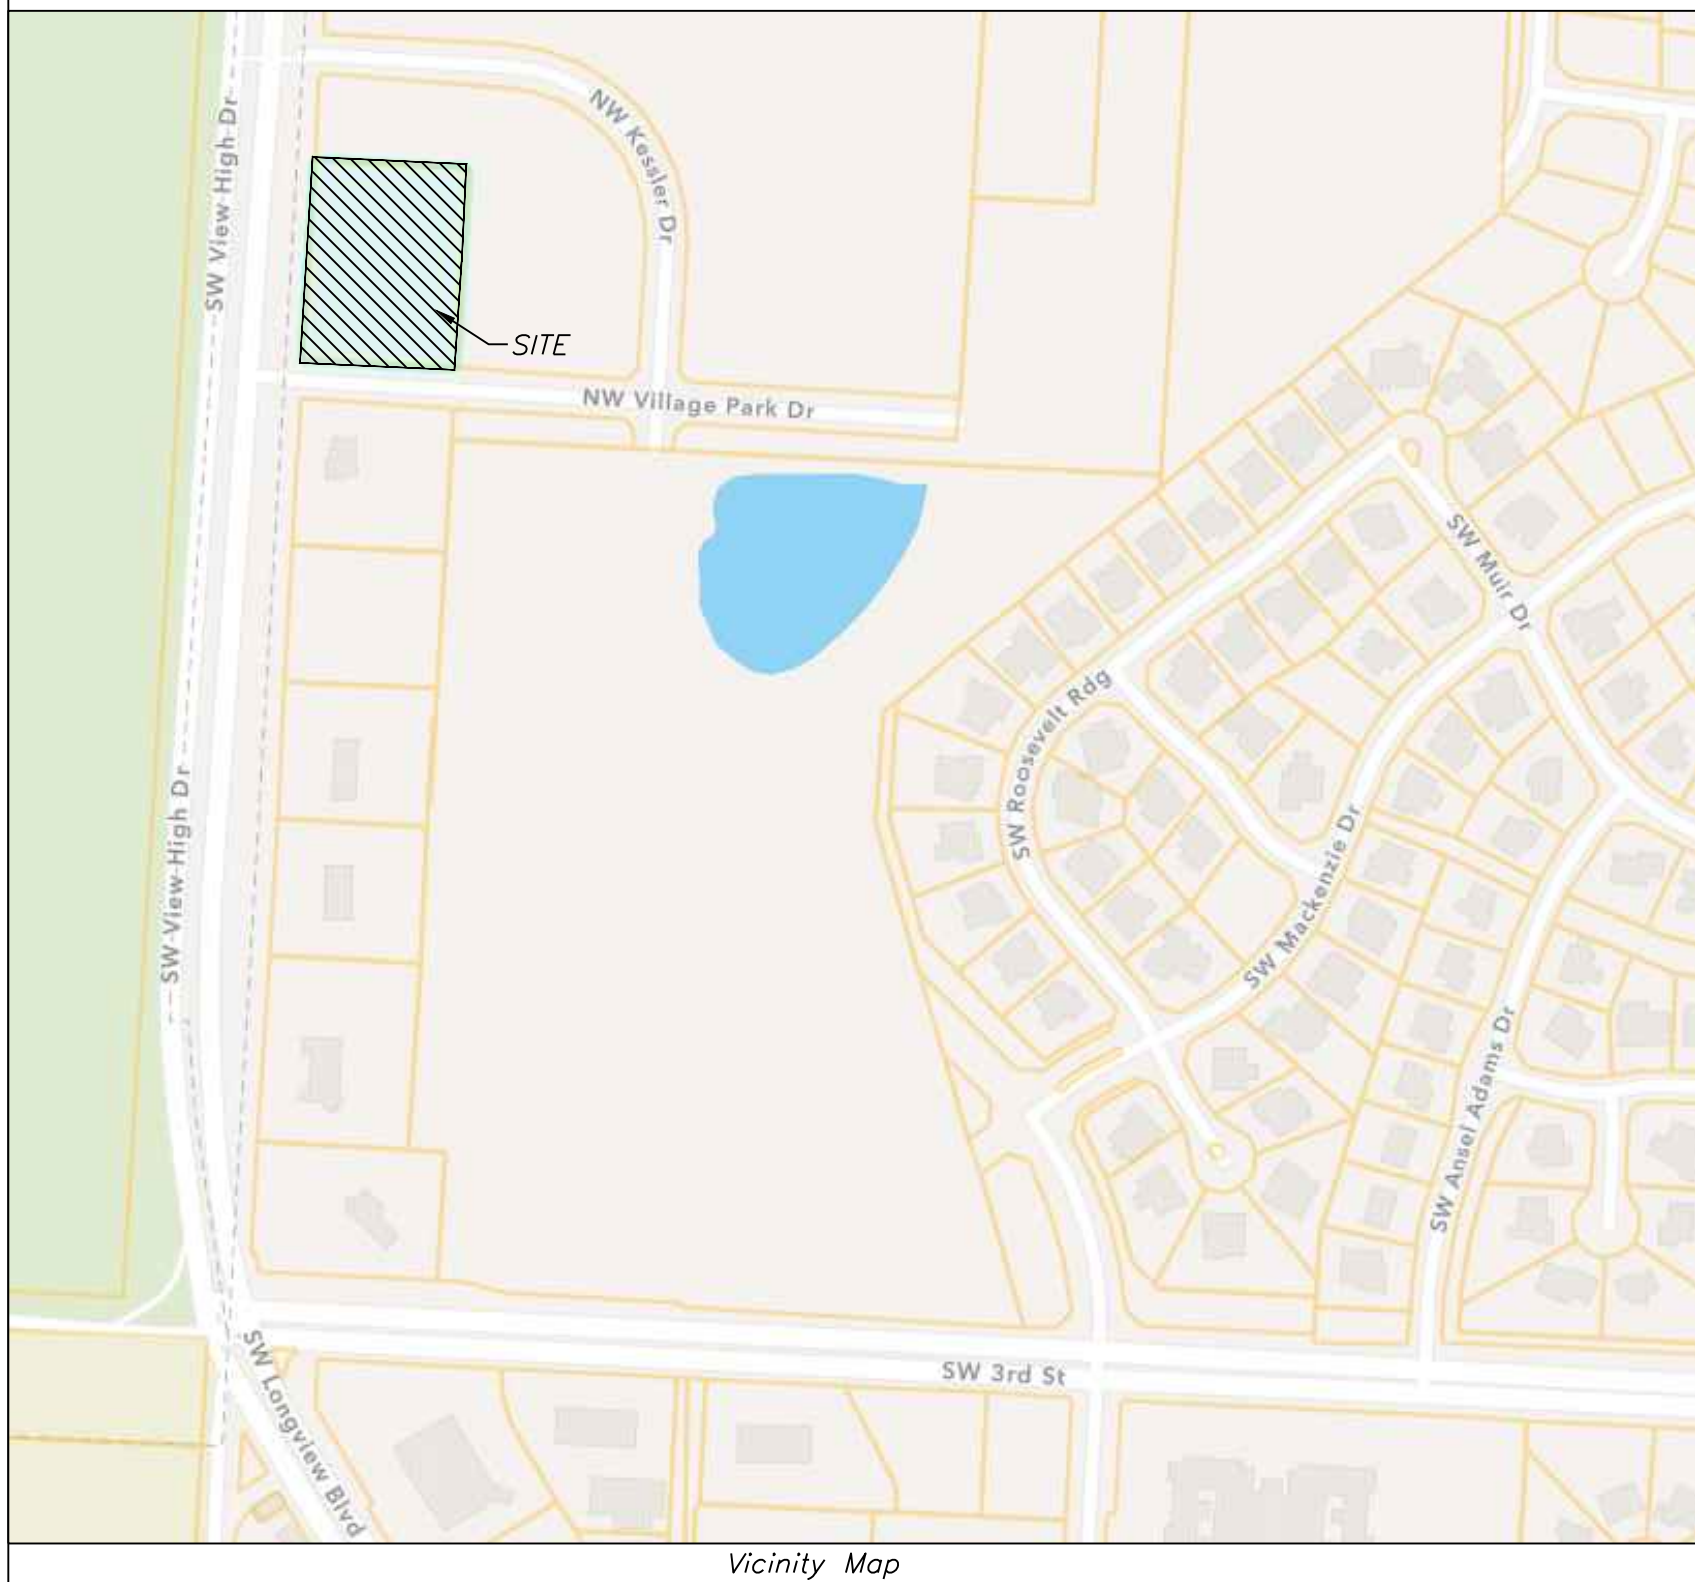 NW Kessler Dr
SW View High Dr
SITE
NW Village Park Dr
SW Muir Dr
SW Roosevelt Rdg
SW View High Dr
SW Mackenzie Dr
SW Ansel Adams Dr
SW 3rd St
SW Longview Blvd
Vicinity Map